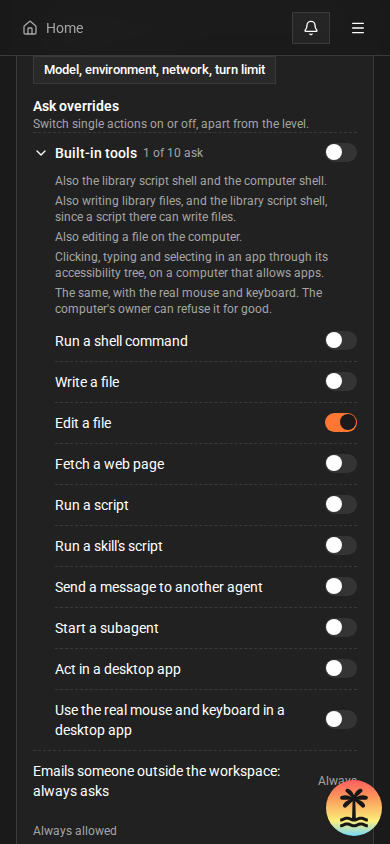 Home
Model, environment, network, turn limit
Ask overrides
Switch single actions on or off, apart from the level.
Built-in tools 1 of 10 ask
Also the library script shell and the computer shell.
Also writing library files, and the library script shell,
since a script there can write files.
Also editing a file on the computer.
Clicking, typing and selecting in an app through its
accessibility tree, on a computer that allows apps.
The same, with the real mouse and keyboard. The
computer's owner can refuse it for good.
Run a shell command
Write a file
Edit a file
Fetch a web page
Run a script
Run a skill's script
Send a message to another agent
Start a subagent
Act in a desktop app
Use the real mouse and keyboard in a
desktop app
Emails someone outside the workspace:
always asks
Always
Always allowed